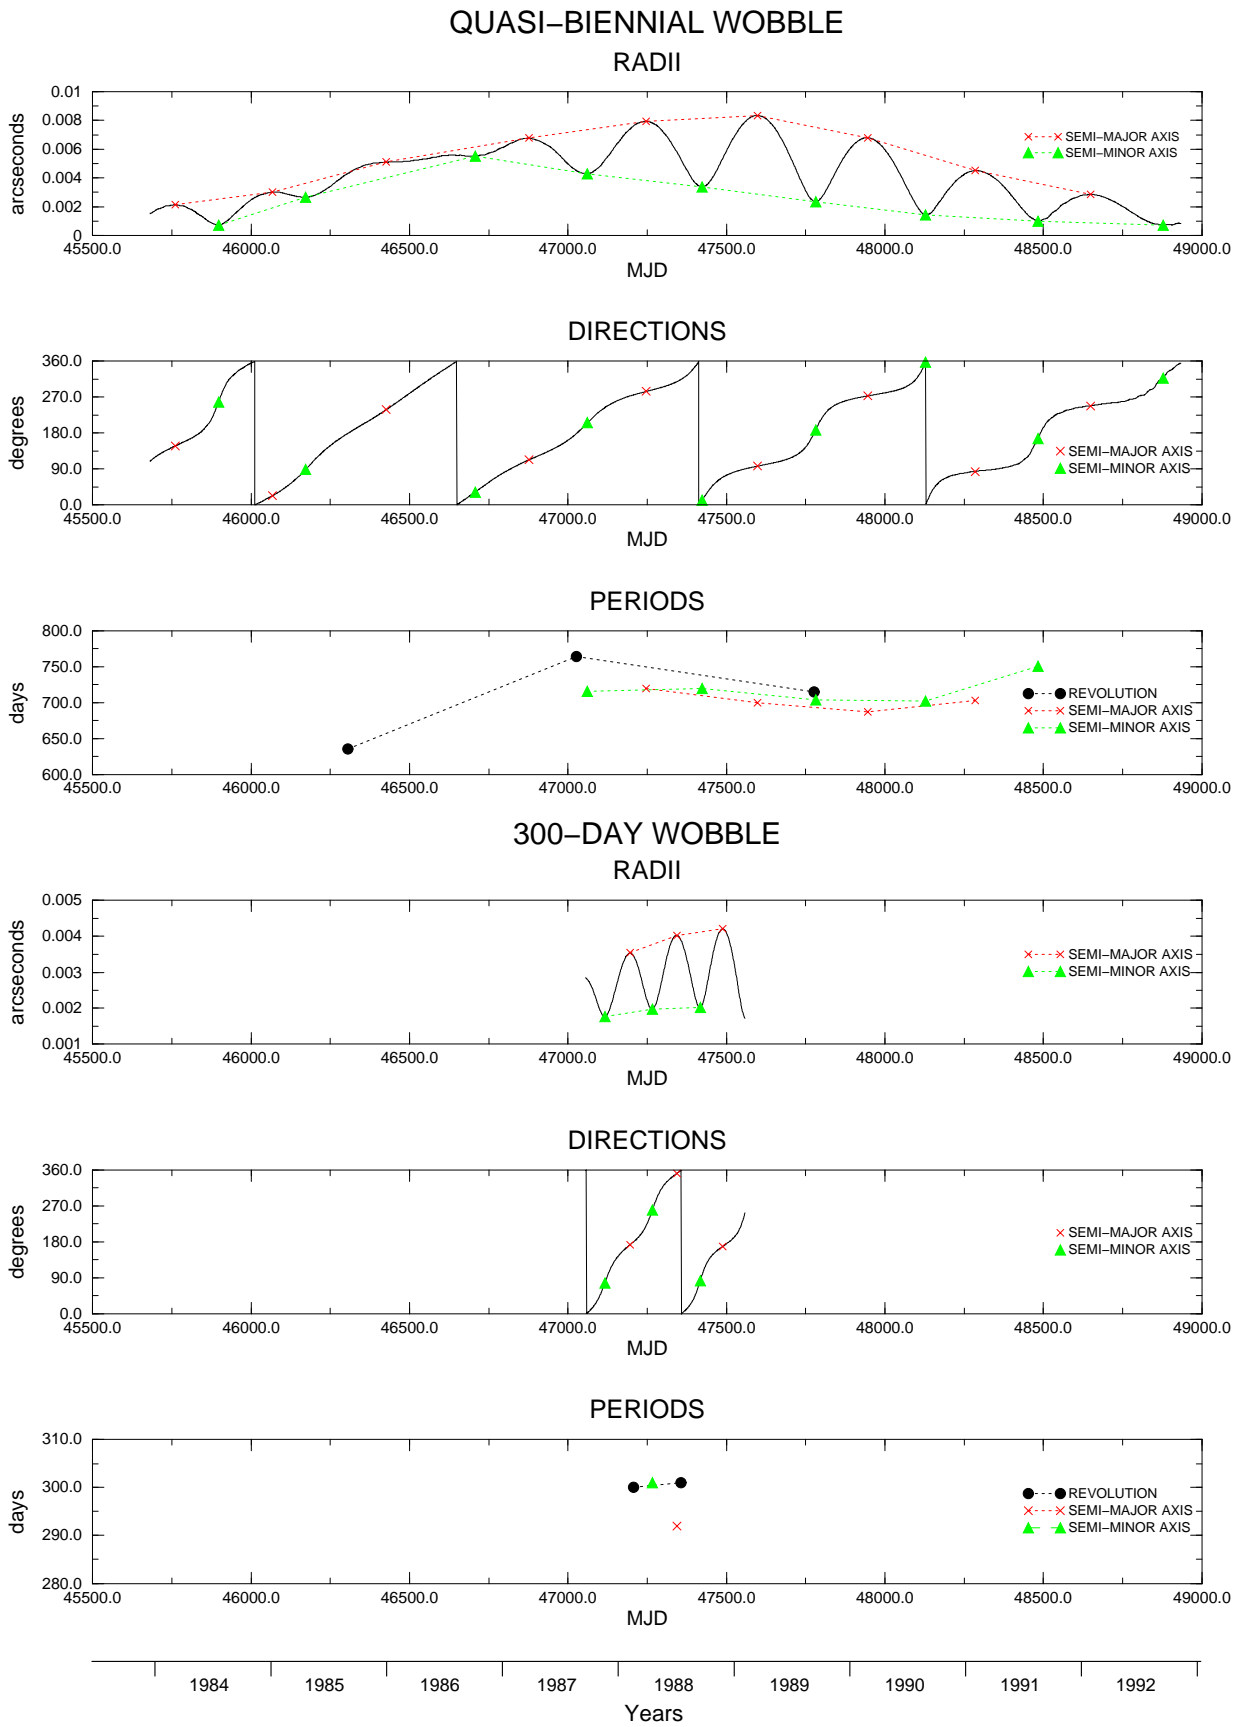 QUASI–BIENNIAL WOBBLE
RADII
0.01
0.008
0.006
0.004
0.002
0
arcseconds
SEMI–MAJOR AXIS
SEMI–MINOR AXIS
45500.0 46000.0 46500.0 47000.0 47500.0 48000.0 48500.0 49000.0
MJD
DIRECTIONS
360.0
270.0
180.0
90.0
0.0
degrees
SEMI–MAJOR AXIS
SEMI–MINOR AXIS
45500.0 46000.0 46500.0 47000.0 47500.0 48000.0 48500.0 49000.0
MJD
PERIODS
800.0
750.0
700.0
650.0
600.0
days
REVOLUTION
SEMI–MAJOR AXIS
SEMI–MINOR AXIS
45500.0 46000.0 46500.0 47000.0 47500.0 48000.0 48500.0 49000.0
300–DAY WOBBLE
RADII
0.005
0.004
0.003
0.002
0.001
arcseconds
SEMI–MAJOR AXIS
SEMI–MINOR AXIS
45500.0 46000.0 46500.0 47000.0 47500.0 48000.0 48500.0 49000.0
MJD
DIRECTIONS
360.0
270.0
180.0
90.0
0.0
degrees
SEMI–MAJOR AXIS
SEMI–MINOR AXIS
45500.0 46000.0 46500.0 47000.0 47500.0 48000.0 48500.0 49000.0
MJD
PERIODS
310.0
300.0
290.0
280.0
days
REVOLUTION
SEMI–MAJOR AXIS
SEMI–MINOR AXIS
45500.0 46000.0 46500.0 47000.0 47500.0 48000.0 48500.0 49000.0
MJD
1984 1985 1986 1987 1988 1989 1990 1991 1992
Years